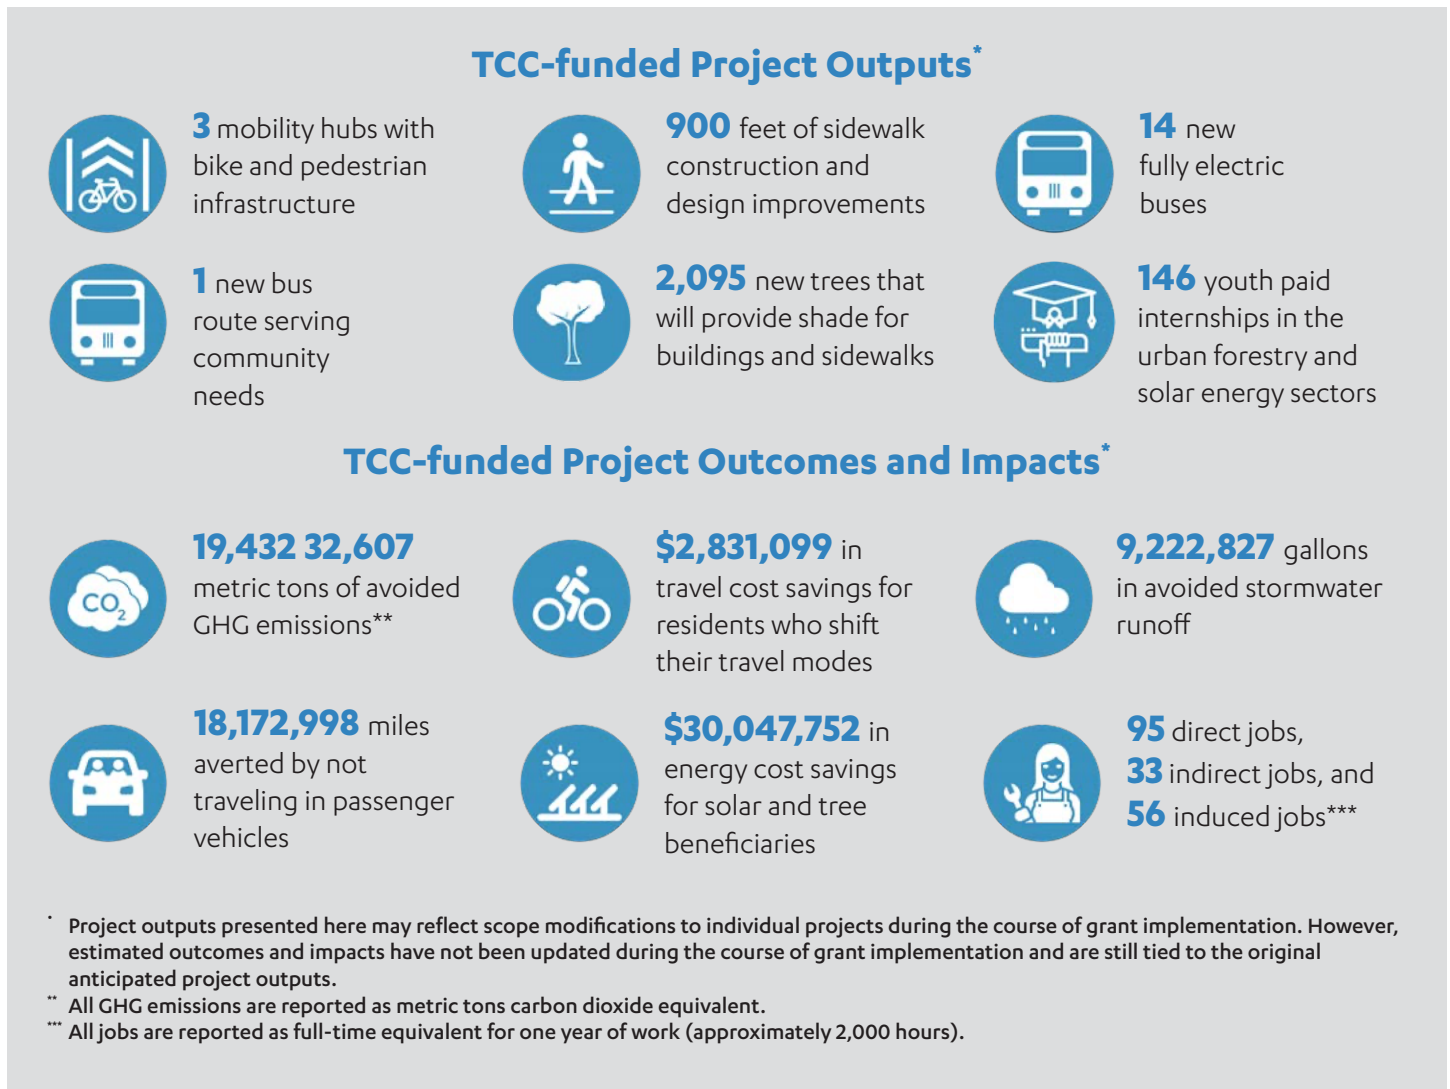 TCC-funded Project Outputs*
3 mobility hubs with
bike and pedestrian
infrastructure
900 feet of sidewalk
construction and
design improvements
14 new
fully electric
buses
1 new bus
route serving
community
needs
2,095 new trees that
will provide shade for
buildings and sidewalks
146 youth paid
internships in the
urban forestry and
solar energy sectors
TCC-funded Project Outcomes and Impacts*
CO2
19,432 32,607
metric tons of avoided
GHG emissions**
$2,831,099 in
travel cost savings for
residents who shift
their travel modes
9,222,827 gallons
in avoided stormwater
runoff
18,172,998 miles
averted by not
traveling in passenger
vehicles
$30,047,752 in
energy cost savings
for solar and tree
beneficiaries
95 direct jobs,
33 indirect jobs, and
56 induced jobs***
* Project outputs presented here may reflect scope modifications to individual projects during the course of grant implementation. However,
estimated outcomes and impacts have not been updated during the course of grant implementation and are still tied to the original
anticipated project outputs.
** All GHG emissions are reported as metric tons carbon dioxide equivalent.
*** All jobs are reported as full-time equivalent for one year of work (approximately 2,000 hours).